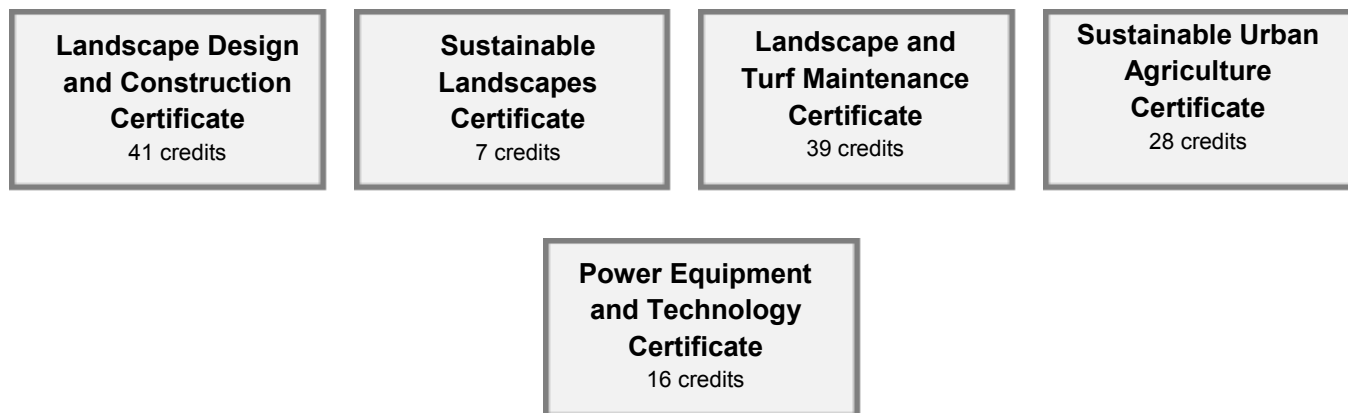 Landscape Design
and Construction
Certificate
41 credits
Sustainable
Landscapes
Certificate
7 credits
Landscape and
Turf Maintenance
Certificate
39 credits
Sustainable Urban
Agriculture
Certificate
28 credits
Power Equipment
and Technology
Certificate
16 credits